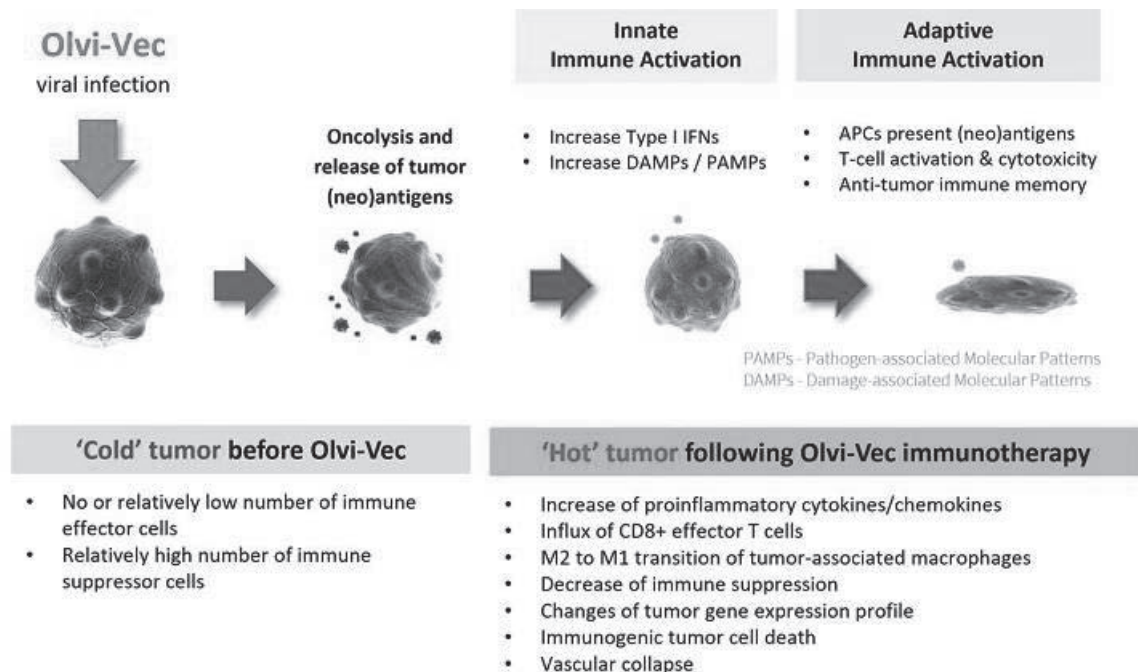 Olvi-Vec
viral infection
Oncolysis and
release of tumor
(neo)antigens
Innate
Immune Activation
• Increase Type I IFNs
• Increase DAMPs / PAMPs
Adaptive
Immune Activation
• APCs present (neo)antigens
• T-cell activation & cytotoxicity
• Anti-tumor immune memory
PAMPs - Pathogen-associated Molecular Patterns
DAMPs - Damage-associated Molecular Patterns
'Cold' tumor before Olvi-Vec
• No or relatively low number of immune
effector cells
• Relatively high number of immune
suppressor cells
'Hot' tumor following Olvi-Vec immunotherapy
• Increase of proinflammatory cytokines/chemokines
• Influx of CD8+ effector T cells
• M2 to M1 transition of tumor-associated macrophages
• Decrease of immune suppression
• Changes of tumor gene expression profile
• Immunogenic tumor cell death
• Vascular collapse